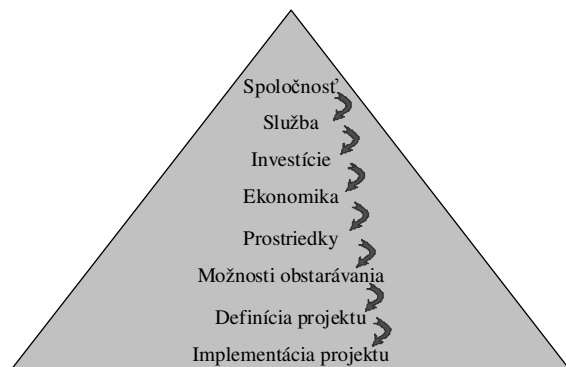 Spoločnosť
Služba
Investície
Ekonomika
Prostriedky
Možnosti obstarávania
Definícia projektu
Implementácia projektu